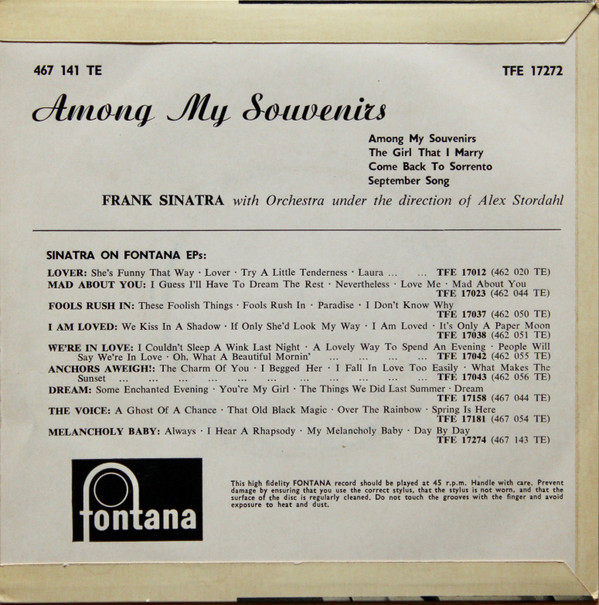 467 141 TE TFE 17272
Among My Souvenirs
Among My Souvenirs
The Girl That I Marry
Come Back To Sorrento
September Song
FRANK SINATRA with Orchestra under the direction of Alex Stordahl
SINATRA ON FONTANA EPs:
LOVER: She's Funny That Way · Lover · Try A Little Tenderness · Laura ... ... TFE 17012 (462 020 TE)
MAD ABOUT YOU: I Guess I'll Have To Dream The Rest · Nevertheless · Love Me · Mad About You
TFE 17023 (462 044 TE)
FOOLS RUSH IN: These Foolish Things · Fools Rush In · Paradise · I Don't Know Why
TFE 17037 (462 050 TE)
I AM LOVED: We Kiss In A Shadow · If Only She'd Look My Way · I Am Loved · It's Only A Paper Moon
TFE 17038 (462 051 TE)
WE'RE IN LOVE: I Couldn't Sleep A Wink Last Night · A Lovely Way To Spend An Evening · People Will
Say We're In Love · Oh, What A Beautiful Mornin' ... ... ... ... TFE 17042 (462 055 TE)
ANCHORS AWEIGH!: The Charm Of You · I Begged Her · I Fall In Love Too Easily · What Makes The
Sunset ... ... ... ... ... ... ... ... ... ... TFE 17043 (462 056 TE)
DREAM: Some Enchanted Evening · You're My Girl · The Things We Did Last Summer · Dream
TFE 17158 (467 044 TE)
THE VOICE: A Ghost Of A Chance · That Old Black Magic · Over The Rainbow · Spring Is Here
TFE 17181 (467 054 TE)
MELANCHOLY BABY: Always · I Hear A Rhapsody · My Melancholy Baby · Day By Day
TFE 17274 (467 143 TE)
fontana
This high fidelity FONTANA record should be played at 45 r.p.m. Handle with care. Prevent
damage by ensuring that you use the correct stylus, that the stylus is not worn, and that the
surface of the disc is regularly cleaned. Do not touch the grooves with the finger and avoid
exposure to heat and dust.